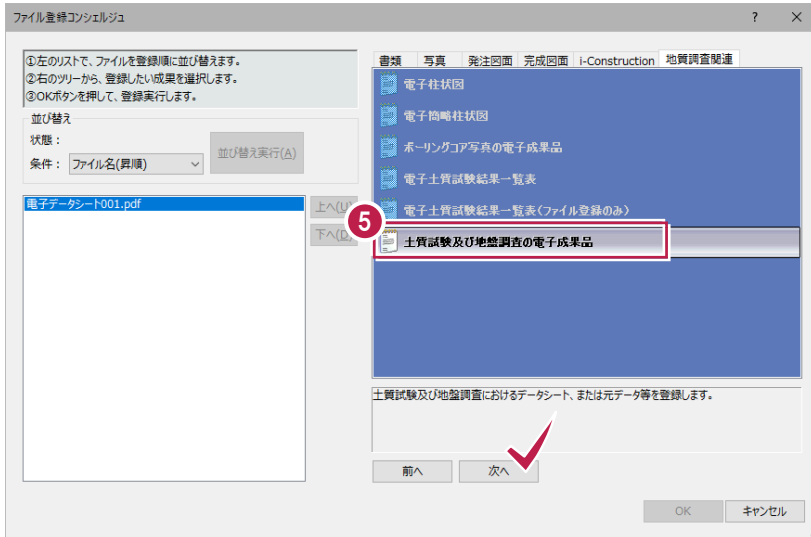 ファイル登録コンシェルジュ
? ×
①左のリストで、ファイルを登録順に並び替えます。
②右のツリーから、登録したい成果を選択します。
③OKボタンを押して、登録実行します。
並び替え
状態：
条件： ファイル名(昇順)
並び替え実行(A)
電子データシート001.pdf
上へ(U)
下へ(D)
書類 写真 発注図面 完成図面 i-Construction 地質調査関連
電子柱状図
電子簡略柱状図
ボーリングコア写真の電子成果品
電子土質試験結果一覧表
電子土質試験結果一覧表(ファイル登録のみ)
5
土質試験及び地盤調査の電子成果品
土質試験及び地盤調査におけるデータシート、または元データ等を登録します。
前へ 次へ
OK キャンセル